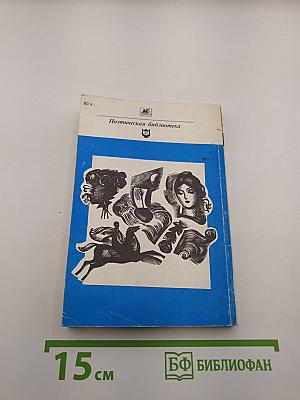 80 к.
Поэтическая библиотека
15 см
БФ БИБЛИОФАН